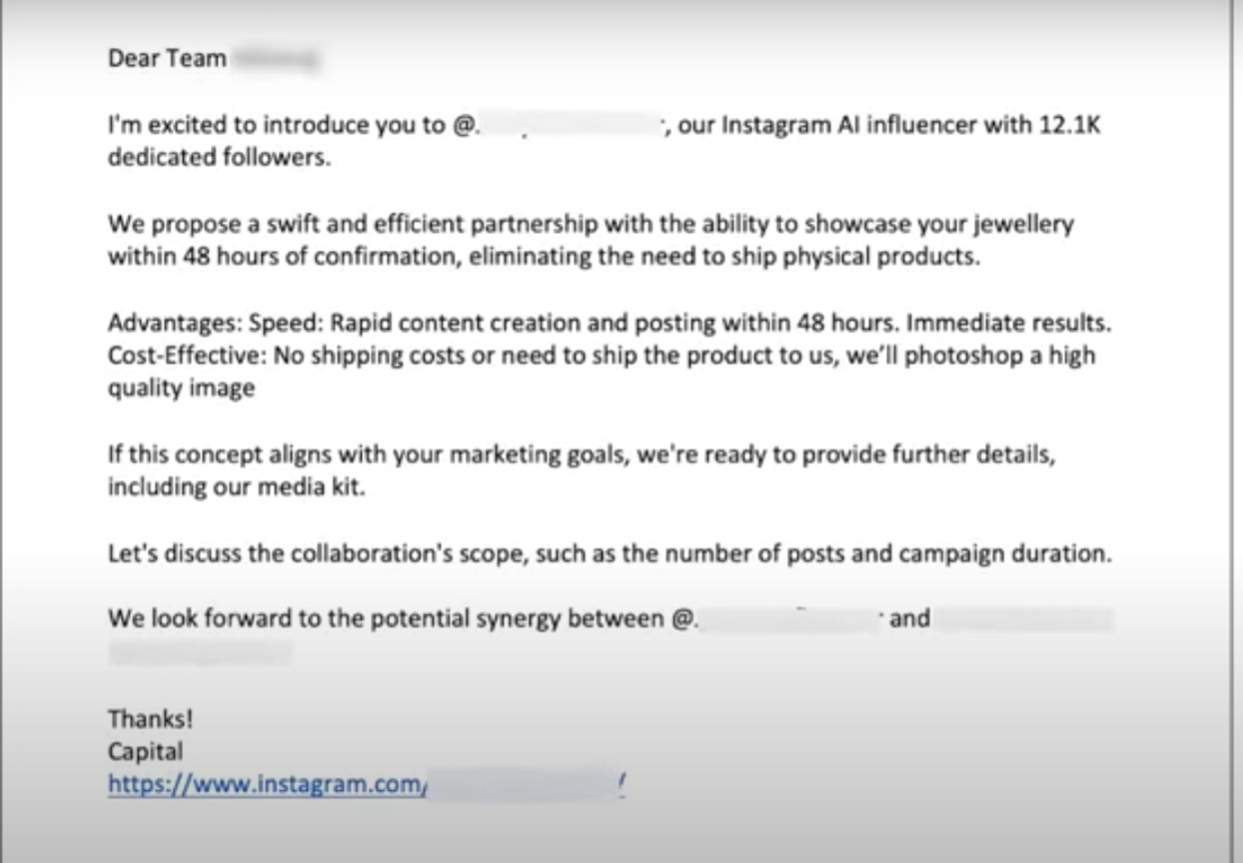 Dear Team
I'm excited to introduce you to @. , our Instagram AI influencer with 12.1K
dedicated followers.
We propose a swift and efficient partnership with the ability to showcase your jewellery
within 48 hours of confirmation, eliminating the need to ship physical products.
Advantages: Speed: Rapid content creation and posting within 48 hours. Immediate results.
Cost-Effective: No shipping costs or need to ship the product to us, we’ll photoshop a high
quality image
If this concept aligns with your marketing goals, we're ready to provide further details,
including our media kit.
Let's discuss the collaboration's scope, such as the number of posts and campaign duration.
We look forward to the potential synergy between @. and
Thanks!
Capital
https://www.instagram.com/ /